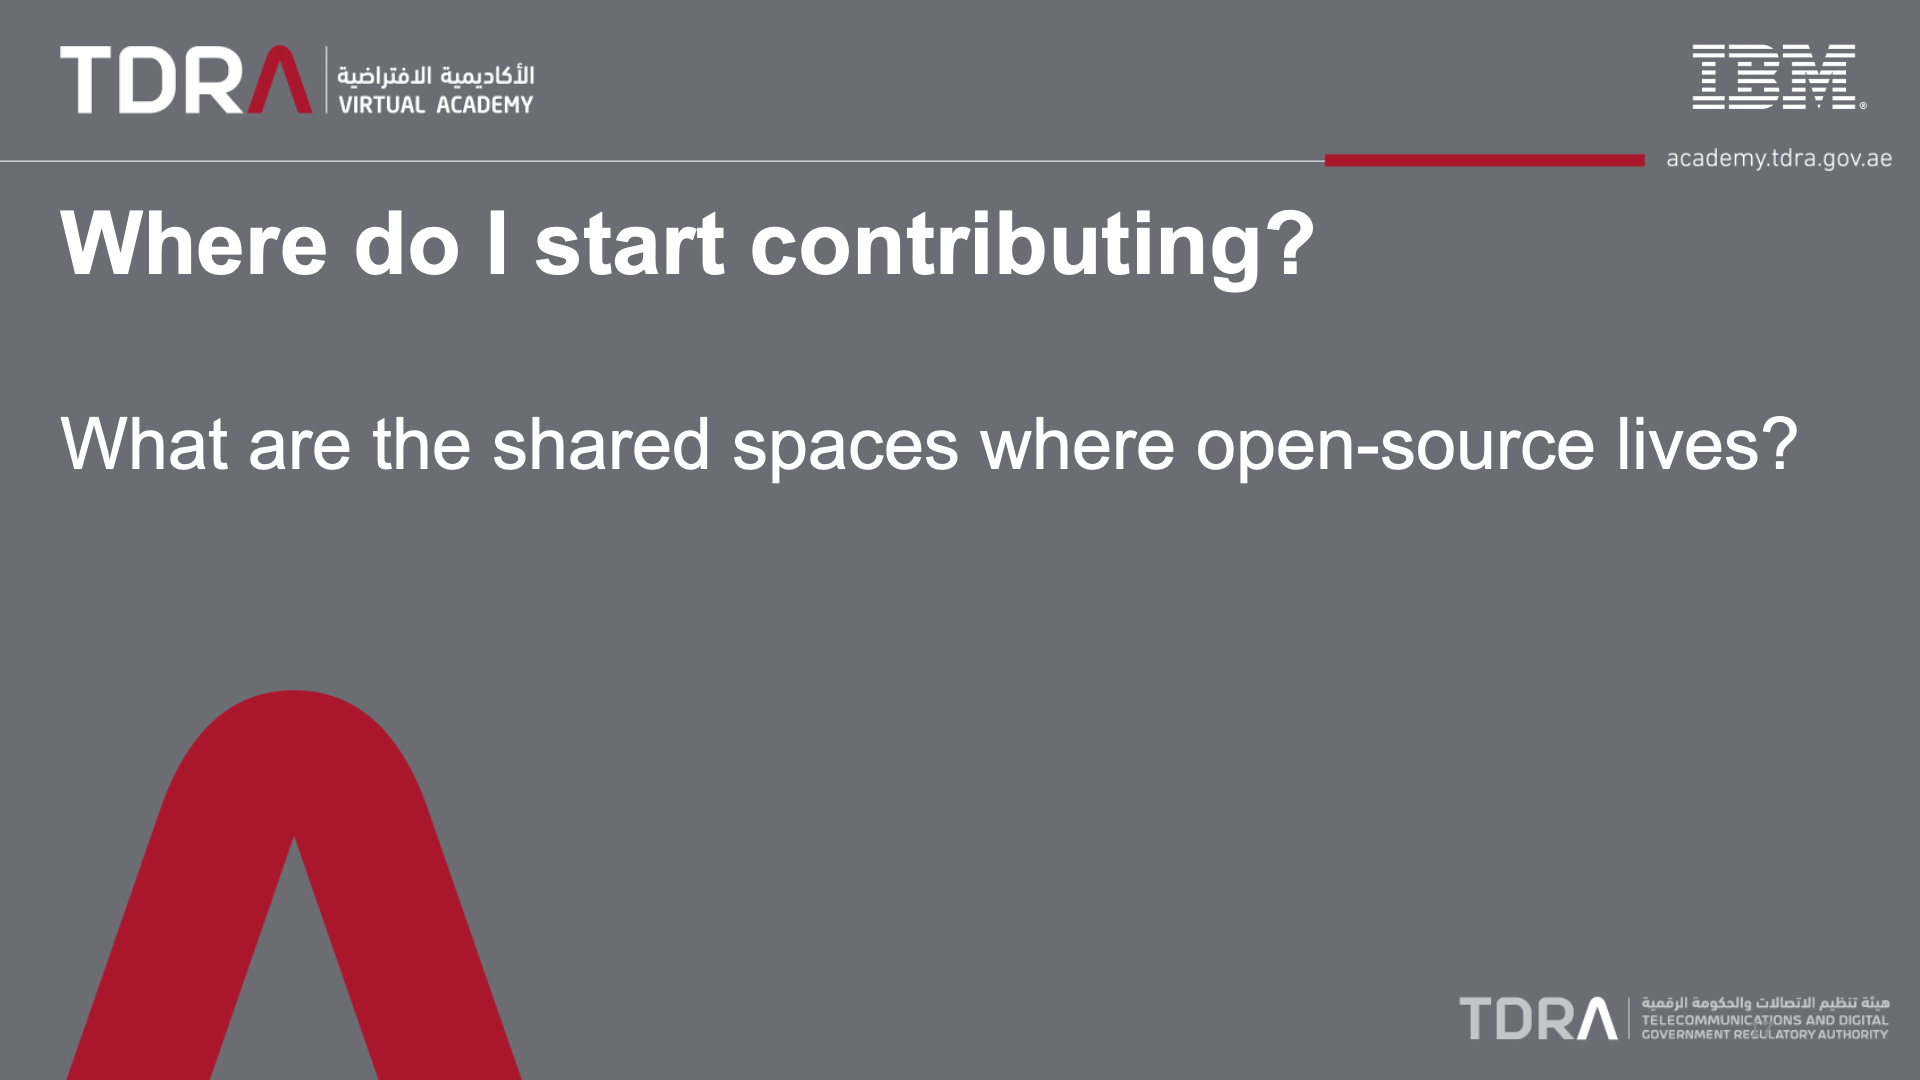 TDRA
الأكاديمية الافتراضية
VIRTUAL ACADEMY
IBM®
academy.tdra.gov.ae
Where do I start contributing?
What are the shared spaces where open-source lives?
TDRA
هيئة تنظيم الاتصالات والحكومة الرقمية
TELECOMMUNICATIONS AND DIGITAL
GOVERNMENT REGULATORY AUTHORITY